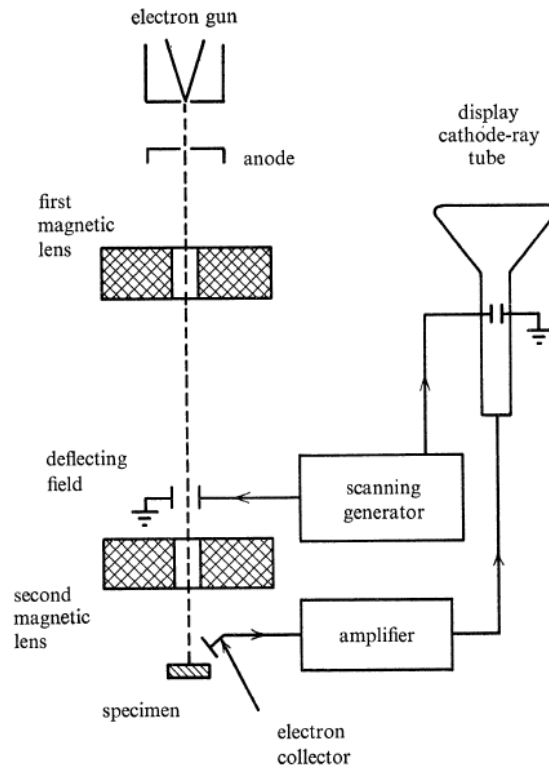 electron gun
display
cathode-ray
tube
anode
first
magnetic
lens
deflecting
field
scanning
generator
second
magnetic
lens
amplifier
specimen
electron
collector